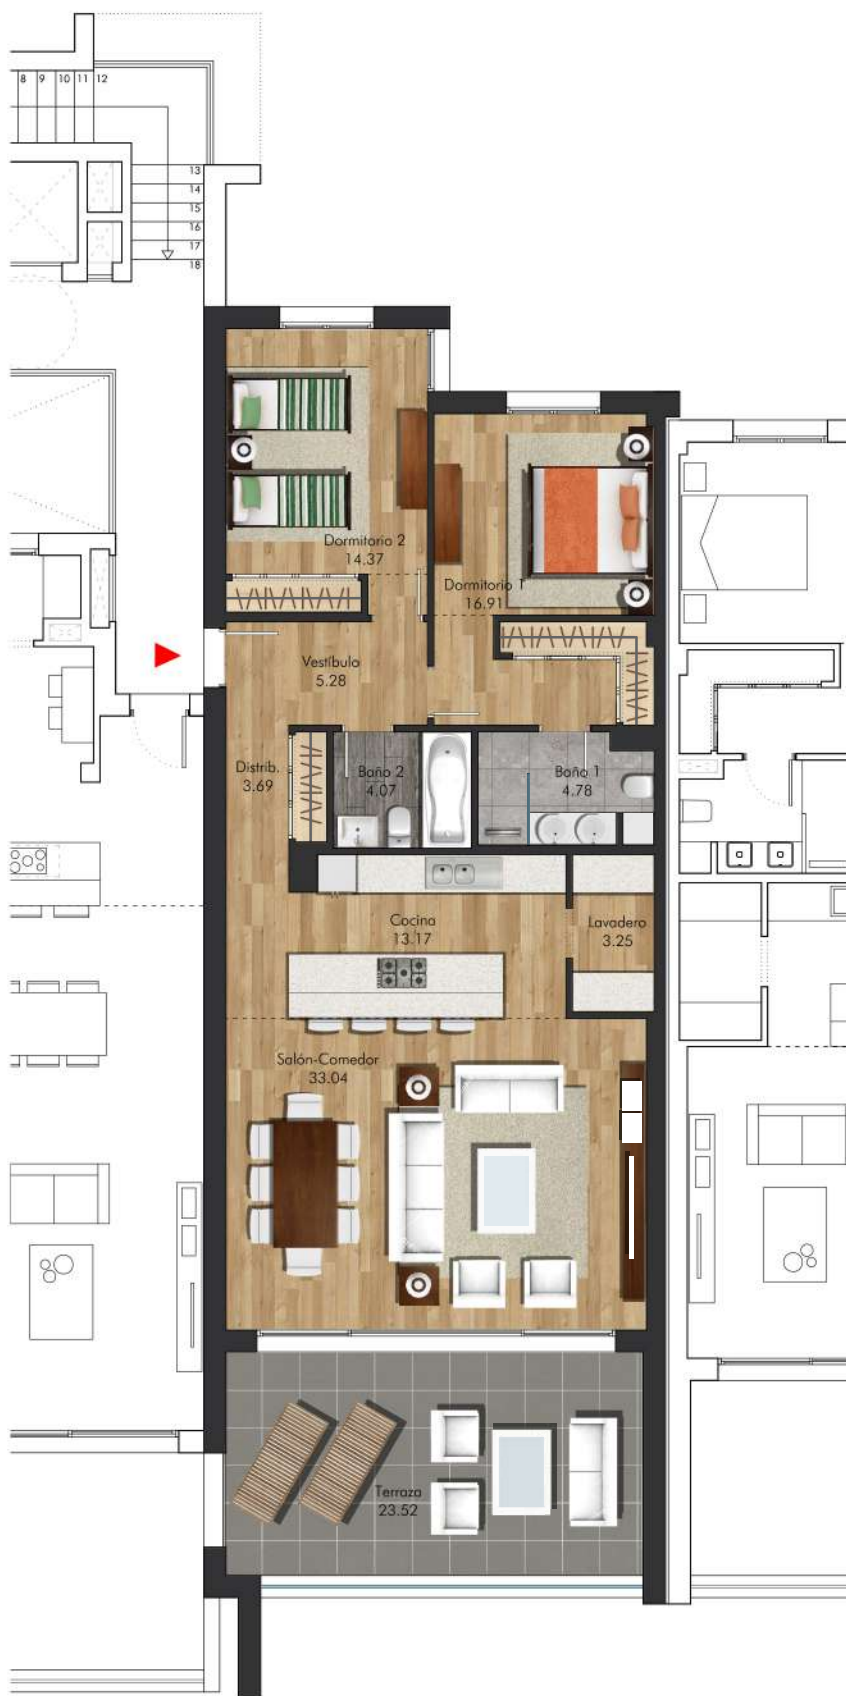 8 9 10 11 12
13
14
15
16
17
18
Dormitorio 2
14.37
Dormitorio 1
16.91
Vestíbulo
5.28
Distrib.
3.69
Baño 2
4.07
Baño 1
4.78
Cocina
13.17
Lavadero
3.25
Salón-Comedor
33.04
Terraza
23.52